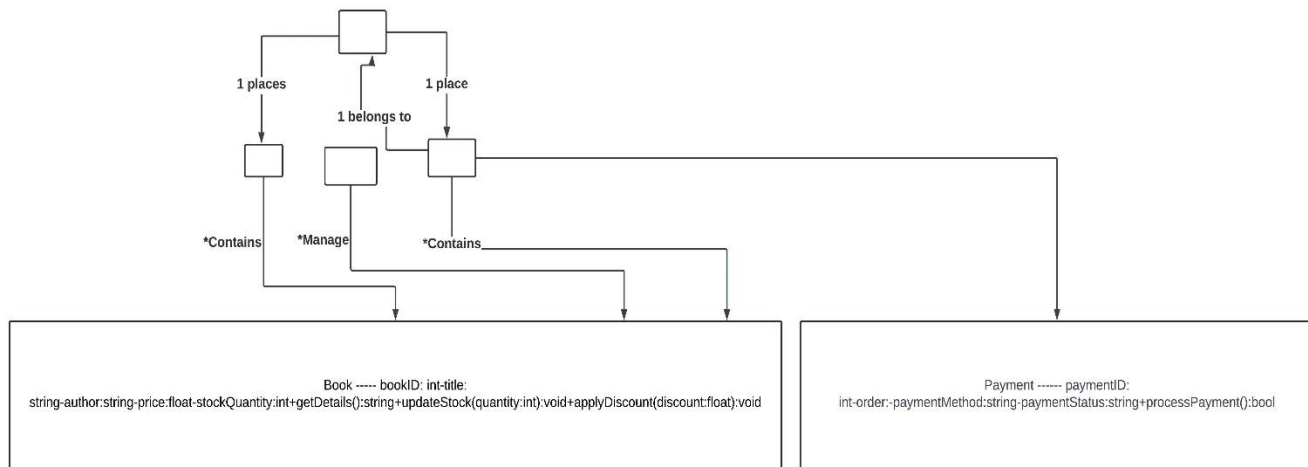 1 places
1 place
1 belongs to
*Contains
*Manage
*Contains
Book ----- bookID: int-title:
string-author:string-price:float-stockQuantity:int+getDetails():string+updateStock(quantity:int):void+applyDiscount(discount:float):void
Payment ------ paymentID:
int-order:-paymentMethod:string-paymentStatus:string+processPayment():bool